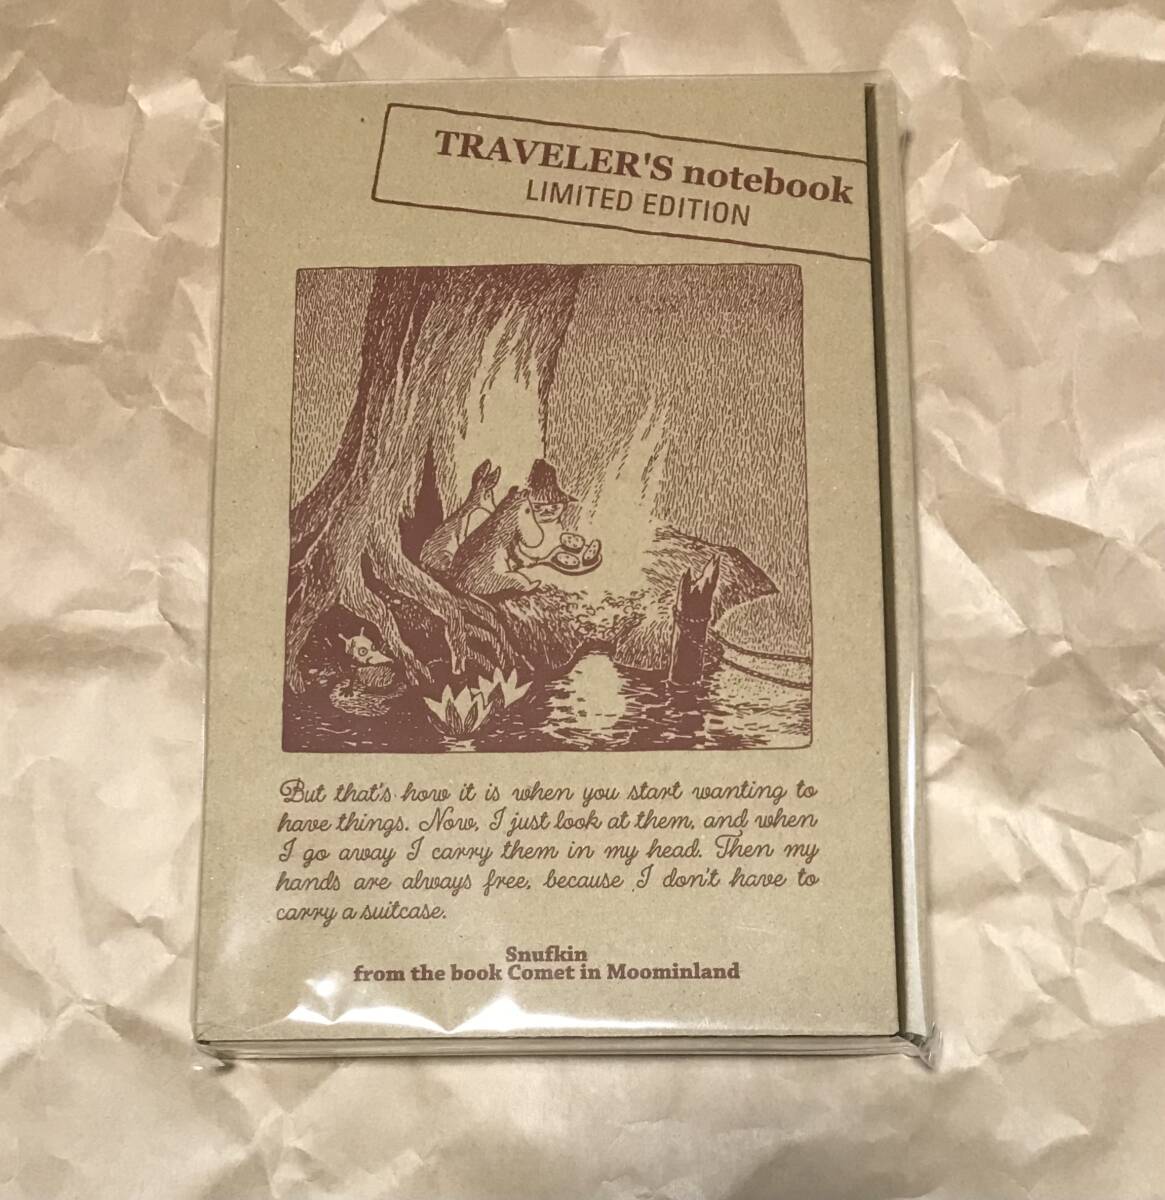 TRAVELER'S notebook
LIMITED EDITION
But that's how it is when you start wanting to
have things. Now, I just look at them, and when
I go away I carry them in my head. Then my
hands are always free, because I don't have to
carry a suitcase.
Snufkin
from the book Comet in Moominland